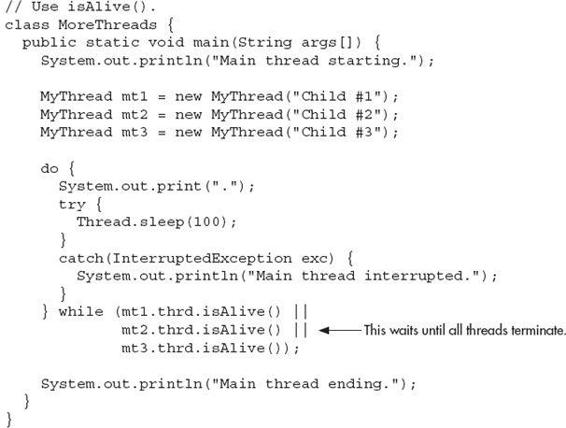 // Use isAlive().
class MoreThreads {
  public static void main(String args[]) {
    System.out.println("Main thread starting.");

    MyThread mt1 = new MyThread("Child #1");
    MyThread mt2 = new MyThread("Child #2");
    MyThread mt3 = new MyThread("Child #3");

    do {
      System.out.print(".");
      try {
        Thread.sleep(100);
      }
      catch(InterruptedException exc) {
        System.out.println("Main thread interrupted.");
      }
    } while (mt1.thrd.isAlive() ||
             mt2.thrd.isAlive() || This waits until all threads terminate.
             mt3.thrd.isAlive());

    System.out.println("Main thread ending.");
  }
}